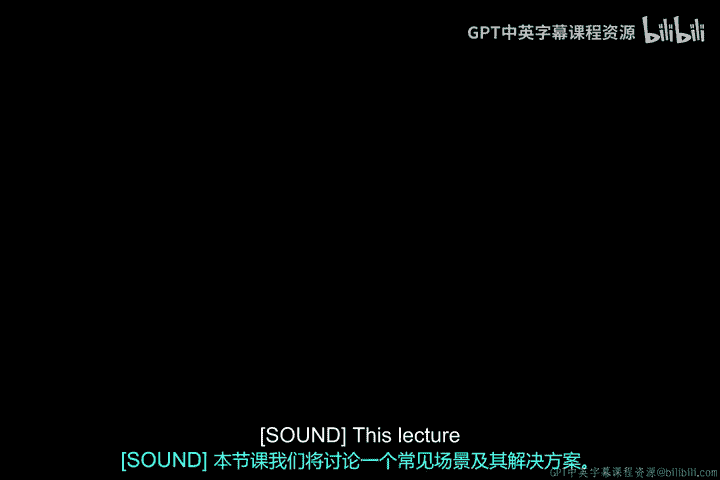 GPT中英字幕课程资源 bilibili
[SOUND] This lecture
[SOUND] 本节课我们将讨论一个常见场景及其解决方案。
GPT中英字幕课程资源@bilibili.com